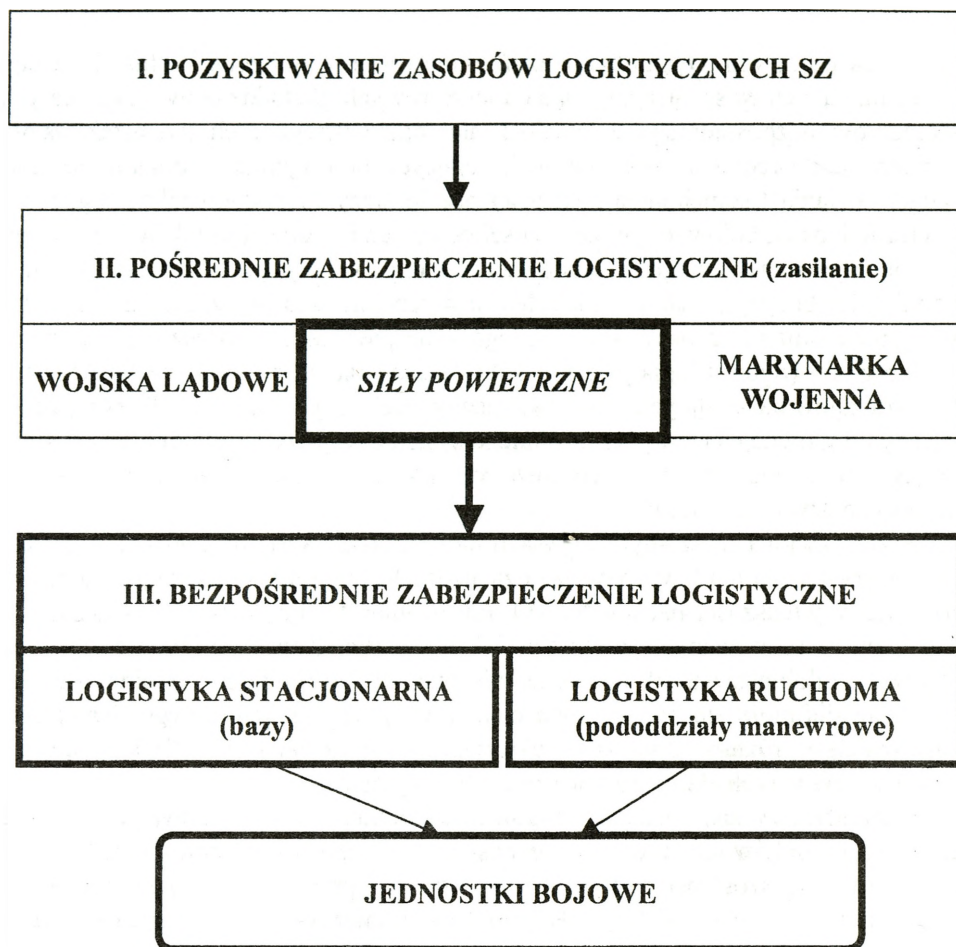 I. POZYSKIWANIE ZASOBÓW LOGISTYCZNYCH SZ
II. POŚREDNIE ZABEZPIECZENIE LOGISTYCZNE (zasilanie)
WOJSKA LĄDOWE
SIŁY POWIETRZNE
MARYNARKA
WOJENNA
III. BEZPOŚREDNIE ZABEZPIECZENIE LOGISTYCZNE
LOGISTYKA STACJONARNA
(bazy)
LOGISTYKA RUCHOMA
(pododdziały manewrowe)
JEDNOSTKI BOJOWE